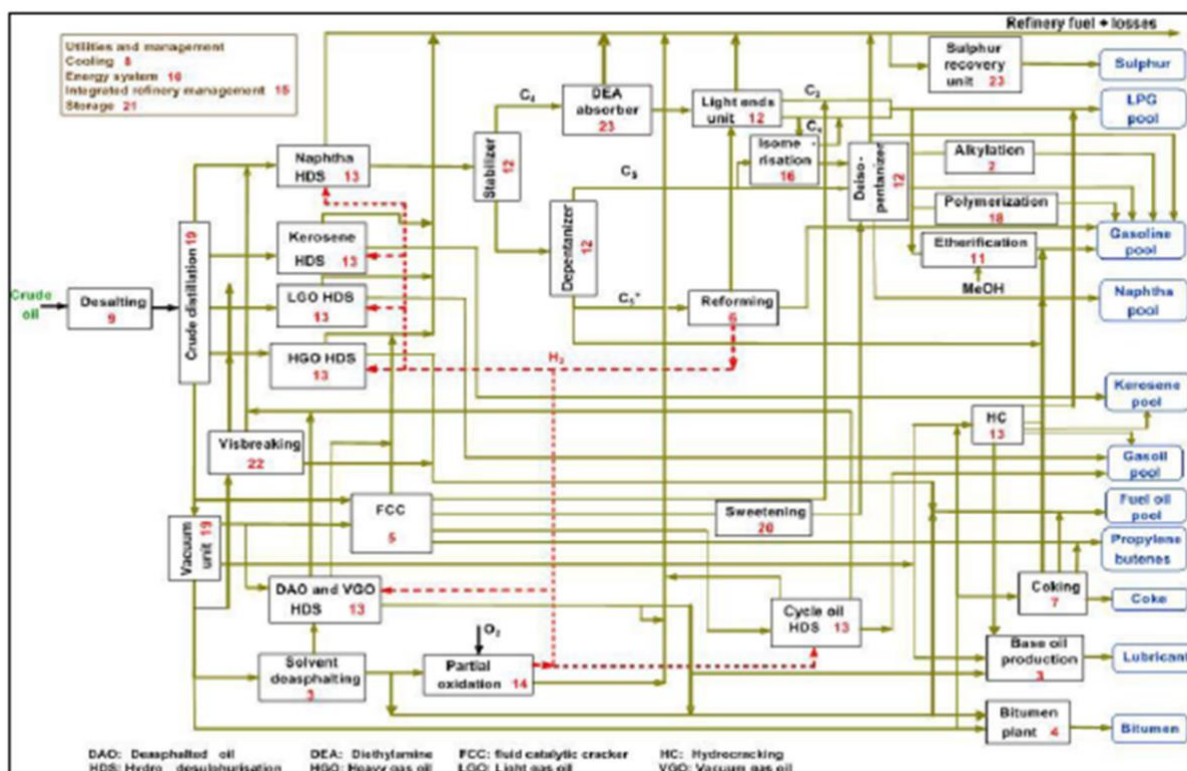 Refinery fuel + losses
Utilities and management
Cooling 8
Energy system 10
Integrated refinery management 15
Storage 21
Sulphur
recovery
unit
23
Sulphur
DEA
absorber
23
Light ends
unit 12
LPG
pool
Naphtha
HDS 13
Stabilizer
12
Isome -
risation
16
Deiso-
pentanizer
12
Alkylation
2
Polymerization
18
Gasoline
pool
Kerosene
HDS 13
Depentanizer
12
Etherification
11
MeOH
Crude
oil
Desalting
9
Crude distillation 19
LGO HDS
13
Reforming
6
Naphtha
pool
HGO HDS
13
H₂
Kerosene
pool
HC
13
Visbreaking
22
Gasoil
pool
FCC
5
Sweetening
20
Fuel oil
pool
Vacuum
unit 19
Propylene
butenes
DAO and VGO
HDS 13
Cycle oil
HDS 13
Coking
7
Coke
O₂
Solvent
deasphalting
3
Partial
oxidation 14
Base oil
production
3
Lubricant
Bitumen
plant 4
Bitumen
DAO: Deasphalted oil DEA: Diethylamine FCC: fluid catalytic cracker HC: Hydrocracking
HDS: Hydro desulphurisation HGO: Heavy gas oil LGO: Light gas oil VGO: Vacuum gas oil